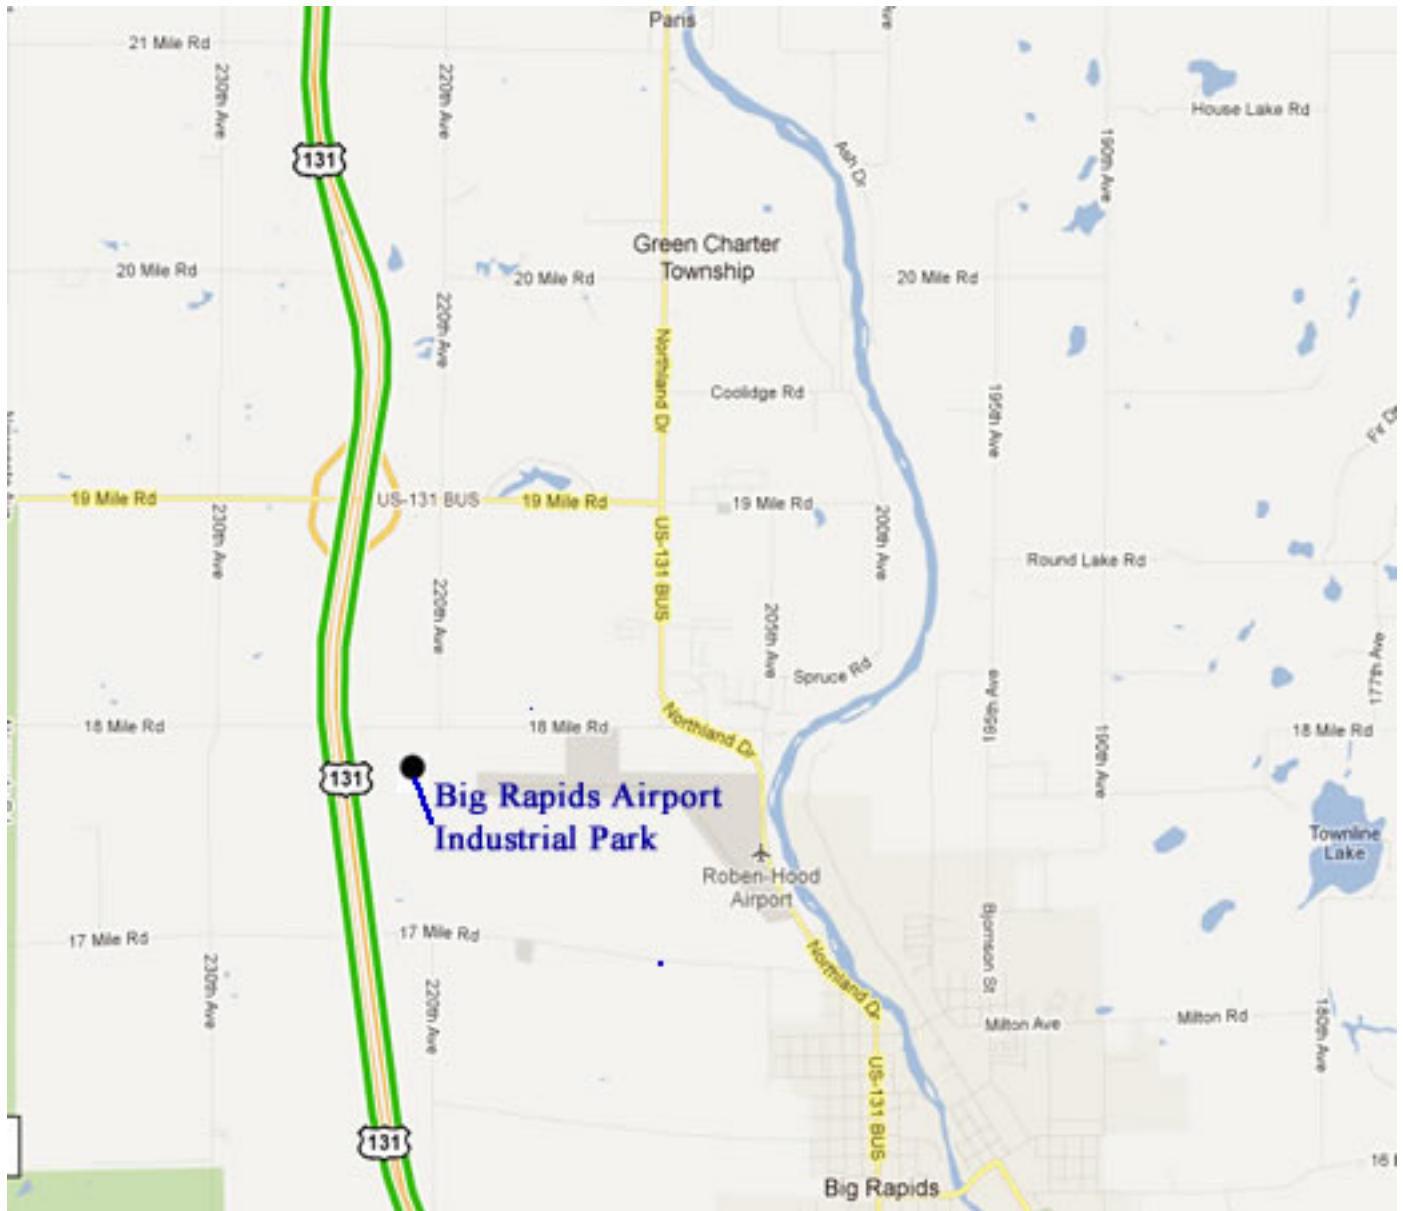 Paris
21 Mile Rd
230th Ave
220th Ave
House Lake Rd
131
Ash Dr
190th Ave
Green Charter
Township
20 Mile Rd
20 Mile Rd
20 Mile Rd
220th Ave
Northland Dr
Coolidge Rd
195th Ave
Fir Dr
19 Mile Rd
US-131 BUS
19 Mile Rd
19 Mile Rd
230th Ave
US-131 BUS
200th Ave
Round Lake Rd
220th Ave
205th Ave
Spruce Rd
177th Ave
195th Ave
18 Mile Rd
18 Mile Rd
Northland Dr
190th Ave
18 Mile Rd
131
Big Rapids Airport
Industrial Park
Townline
Lake
Roben-Hood
Airport
17 Mile Rd
17 Mile Rd
Bjornson St
230th Ave
220th Ave
Northland Dr
Milton Ave
Milton Rd
180th Ave
US-131 BUS
131
16
Big Rapids